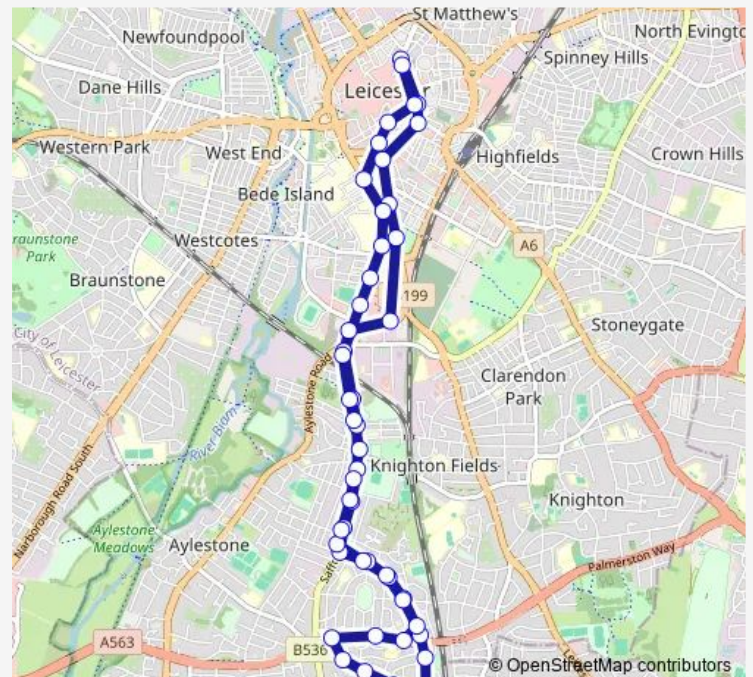 St Matthew's
Newfoundpool
North Evingto
Spinney Hills
Dane Hills
Leicester
Western Park
West End
Highfields
Crown Hills
Bede Island
raunstone
Park
Westcotes
A6
Braunstone
199
Stoneygate
City of Leicester
Aylestone Road
Clarendon
Park
River Biam
Narborough Road South
Knighton Fields
Knighton
Aylestone
Meadows
Aylestone
Saffr
Palmerston Way
A563
B536
© OpenStreetMap contributors